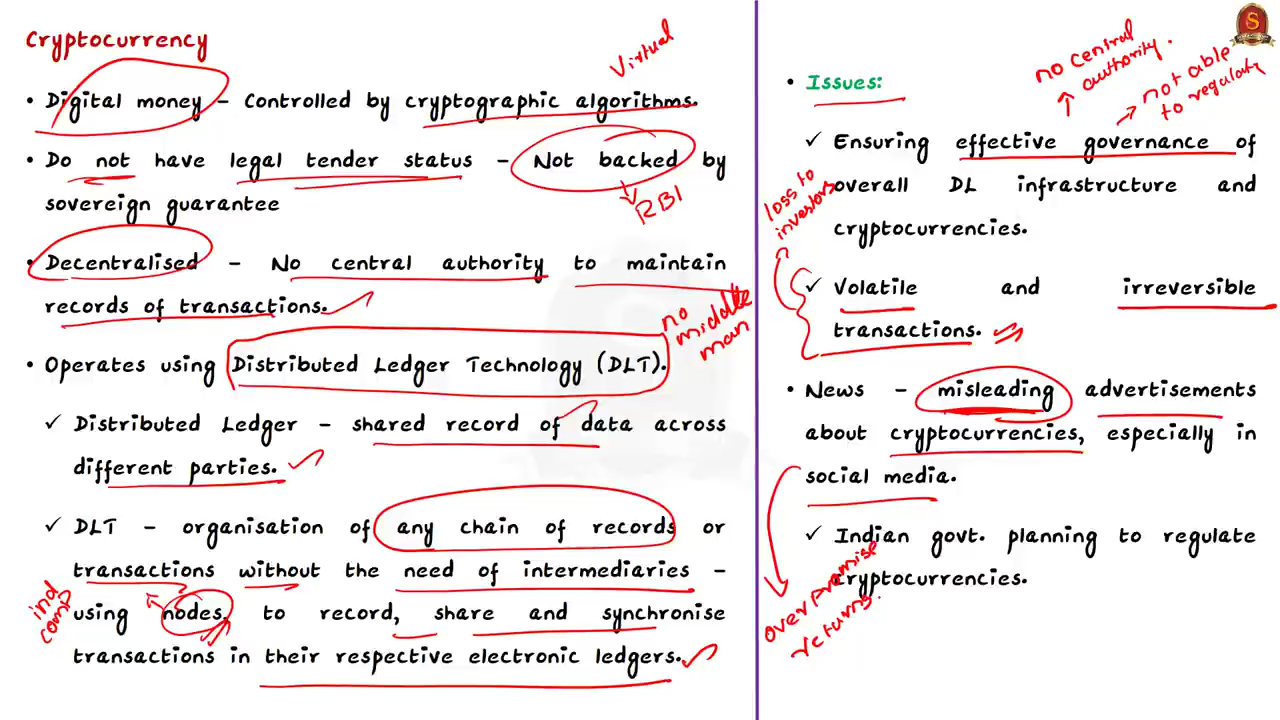 Cryptocurrency
• Digital money - Controlled by cryptographic algorithms.
Virtual
• Do not have legal tender status - Not backed by
sovereign guarantee
RBI
• Decentralised - No central authority to maintain
records of transactions.
no
middle
man
• Operates using Distributed Ledger Technology (DLT).
✓ Distributed Ledger - shared record of data across
different parties.
✓ DLT - organisation of any chain of records or
transactions without the need of intermediaries -
using nodes, to record, share and synchronise
transactions in their respective electronic ledgers.
ind
comp
• Issues:
no central
authority.
not able
to regulate
✓ Ensuring effective governance of
overall DL infrastructure and
cryptocurrencies.
loss to
investors
✓ Volatile and irreversible
transactions.
• News - misleading advertisements
about cryptocurrencies, especially in
social media.
✓ Indian govt. planning to regulate
cryptocurrencies.
over promise
returns.
S